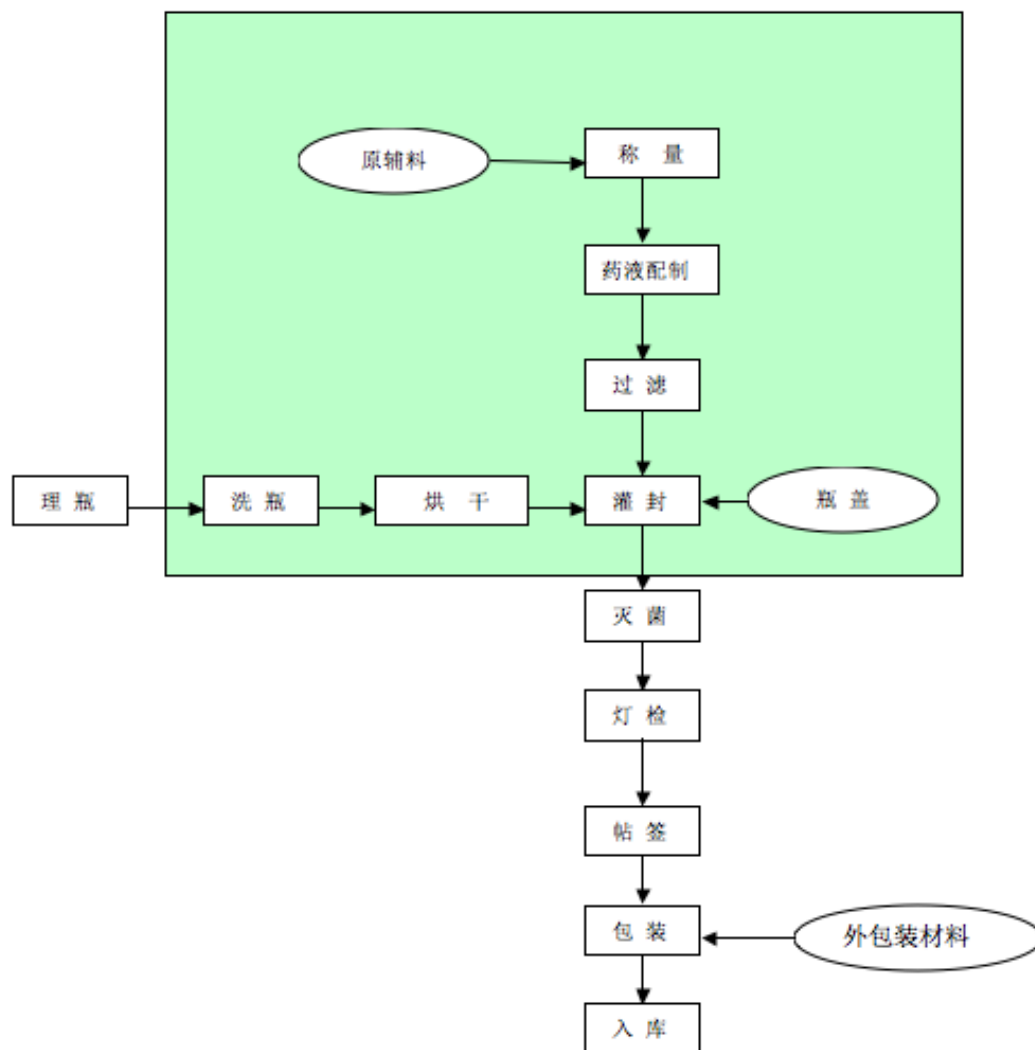 原辅料
称 量
药液配制
过 滤
理 瓶
洗 瓶
烘 干
灌 封
瓶 盖
灭 菌
灯 检
帖 签
包 装
外包装材料
入 库